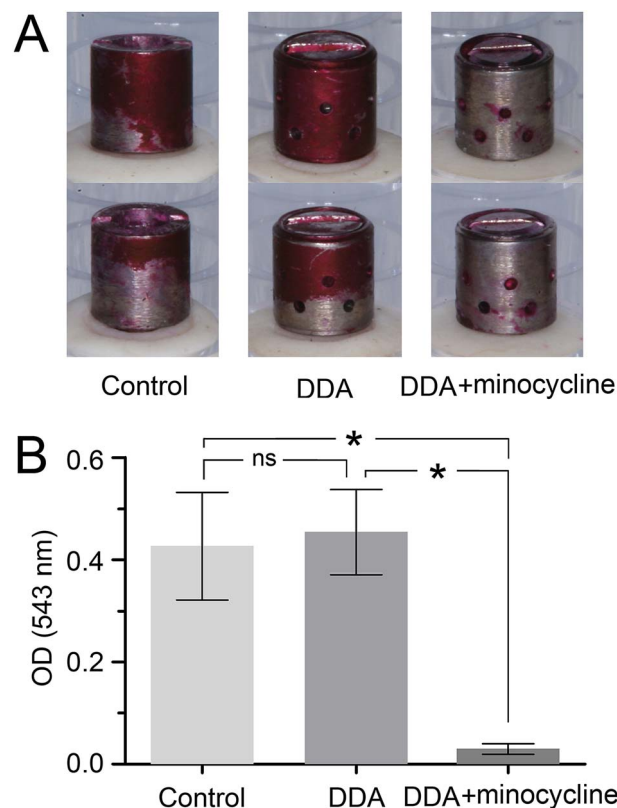 A
Control DDA DDA+minocycline
B
OD (543 nm)
0.6
0.4
0.2
0.0
*
ns
*
Control DDA DDA+minocycline